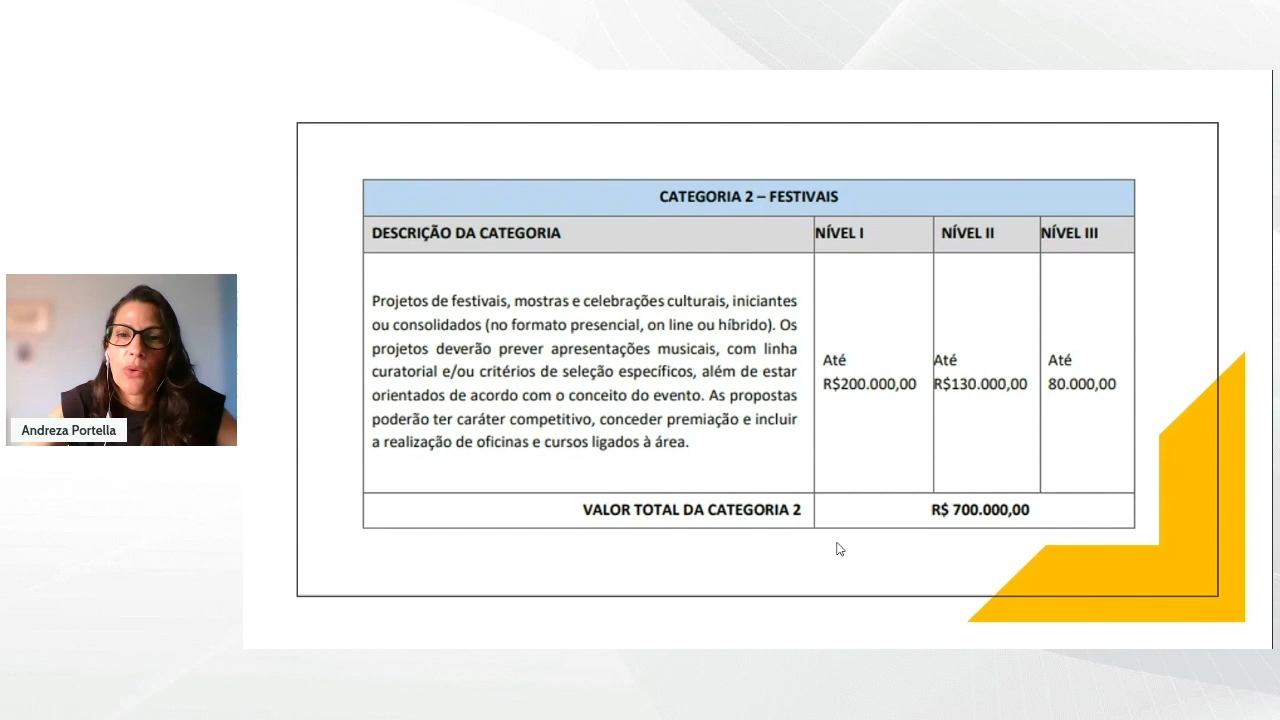 CATEGORIA 2 – FESTIVAIS
DESCRIÇÃO DA CATEGORIA
NÍVEL I
NÍVEL II
NÍVEL III
Projetos de festivais, mostras e celebrações culturais, iniciantes
ou consolidados (no formato presencial, on line ou híbrido). Os
projetos deverão prever apresentações musicais, com linha
curatorial e/ou critérios de seleção específicos, além de estar
orientados de acordo com o conceito do evento. As propostas
poderão ter caráter competitivo, conceder premiação e incluir
a realização de oficinas e cursos ligados à área.
Até
R$200.000,00
Até
R$130.000,00
Até
80.000,00
VALOR TOTAL DA CATEGORIA 2
R$ 700.000,00
Andreza Portella